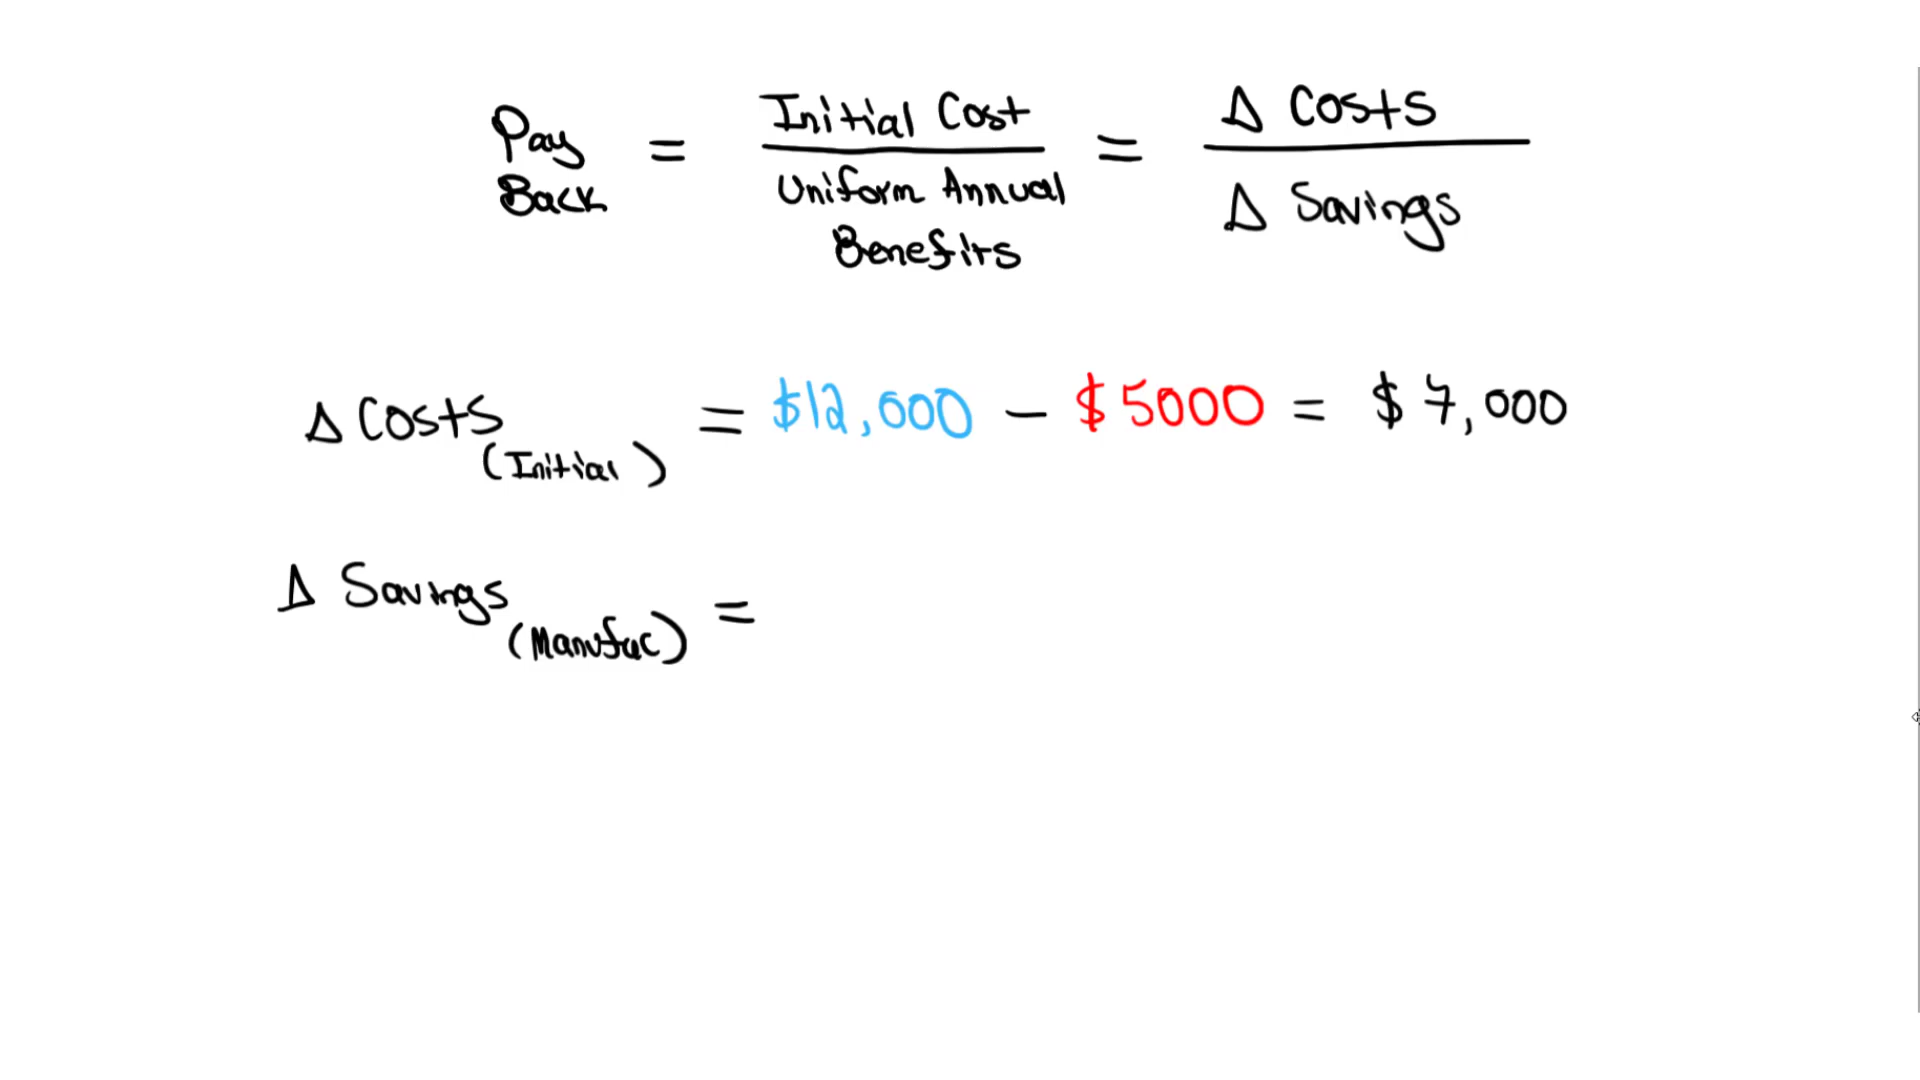 Pay Back = Initial Cost / Uniform Annual Benefits = Δ Costs / Δ Savings
Δ Costs (Initial) = $12,000 - $5000 = $7,000
Δ Savings (Manufac) =